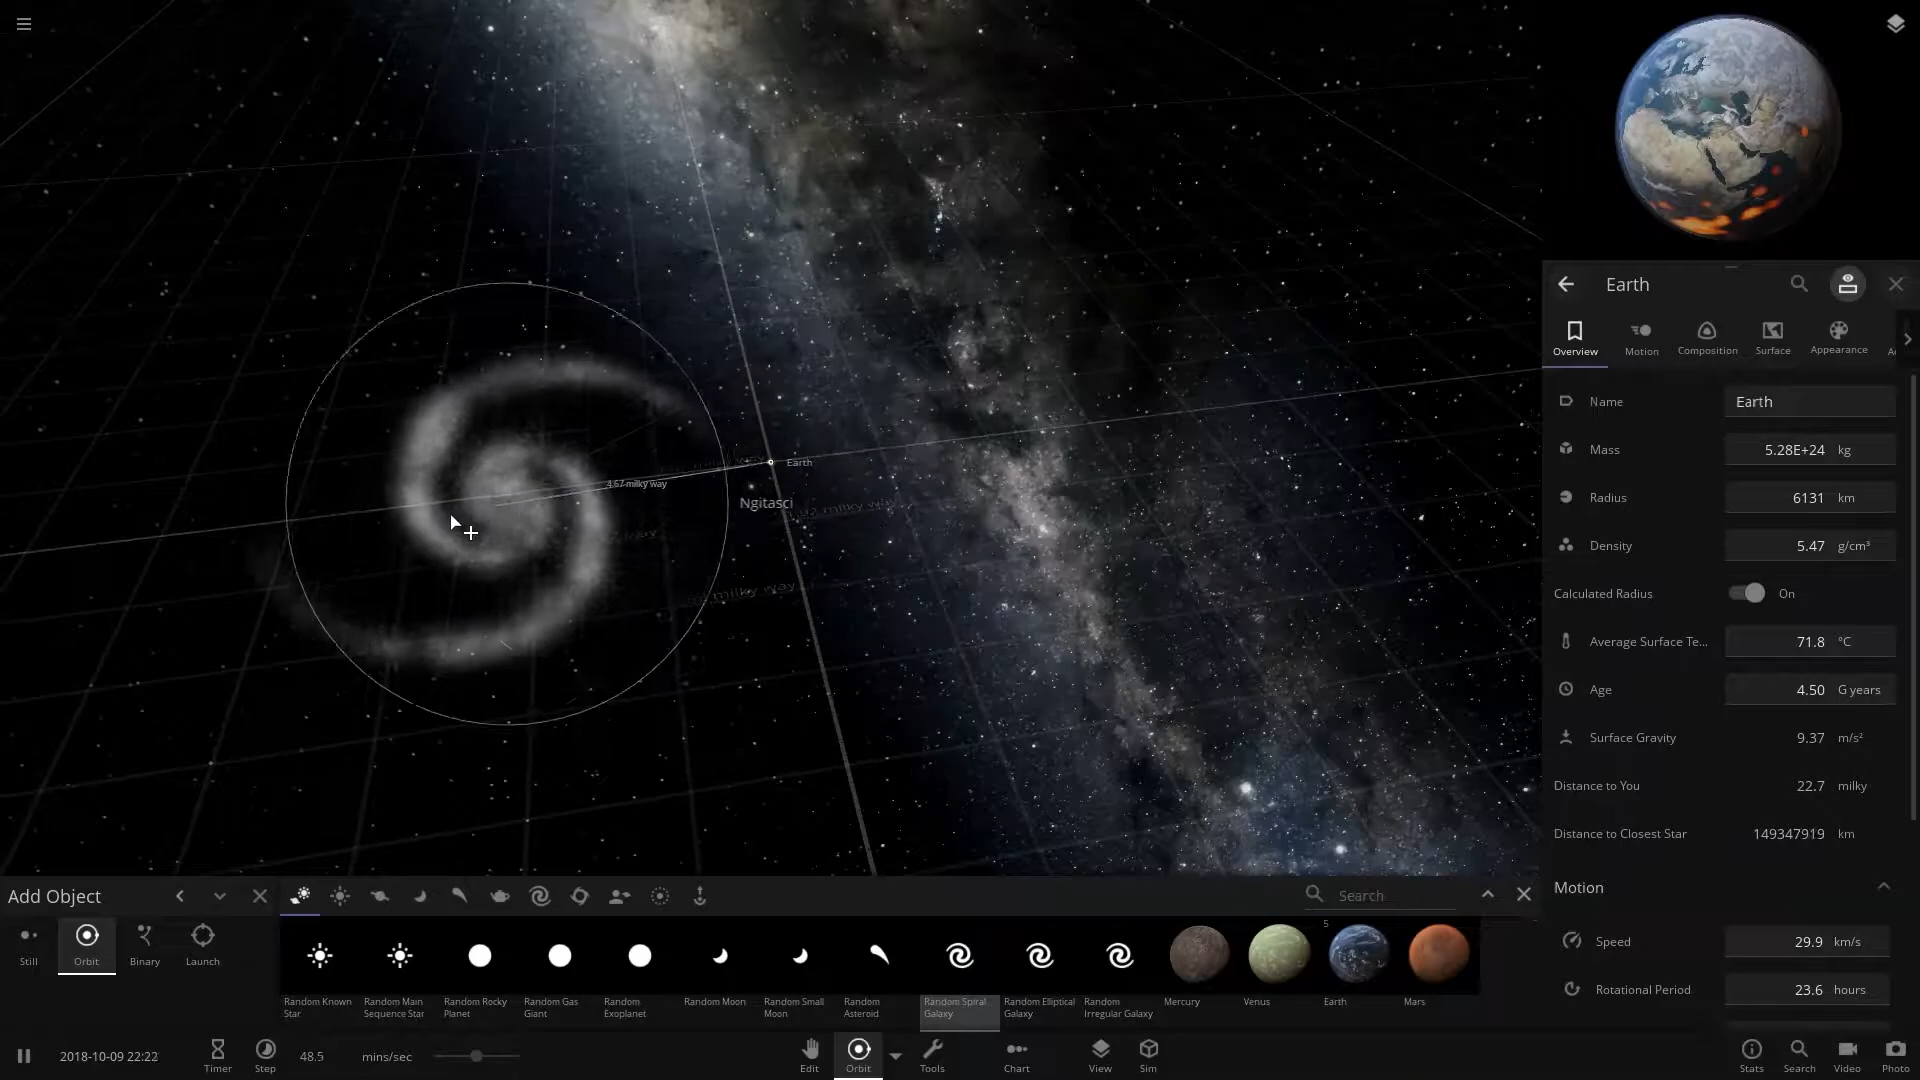 Earth
Overview
Motion
Composition
Surface
Appearance
Name
Earth
Mass
5.28E+24 kg
Radius
6131 km
Density
5.47 g/cm³
Calculated Radius
On
Average Surface Te...
71.8 °C
Age
4.50 G years
Surface Gravity
9.37 m/s²
Distance to You
22.7 milky
Distance to Closest Star
149347919 km
Motion
Speed
29.9 km/s
Rotational Period
23.6 hours
Earth
4.67 milky way
Ngitasci
milky way
milky way
Add Object
Search
Still
Orbit
Binary
Launch
5
Random Known Star
Random Main Sequence Star
Random Rocky Planet
Random Gas Giant
Random Exoplanet
Random Moon
Random Small Moon
Random Asteroid
Random Spiral Galaxy
Random Elliptical Galaxy
Random Irregular Galaxy
Mercury
Venus
Earth
Mars
2018-10-09 22:22
Timer
Step
48.5 mins/sec
Edit
Orbit
Tools
Chart
View
Sim
Stats
Search
Video
Photo